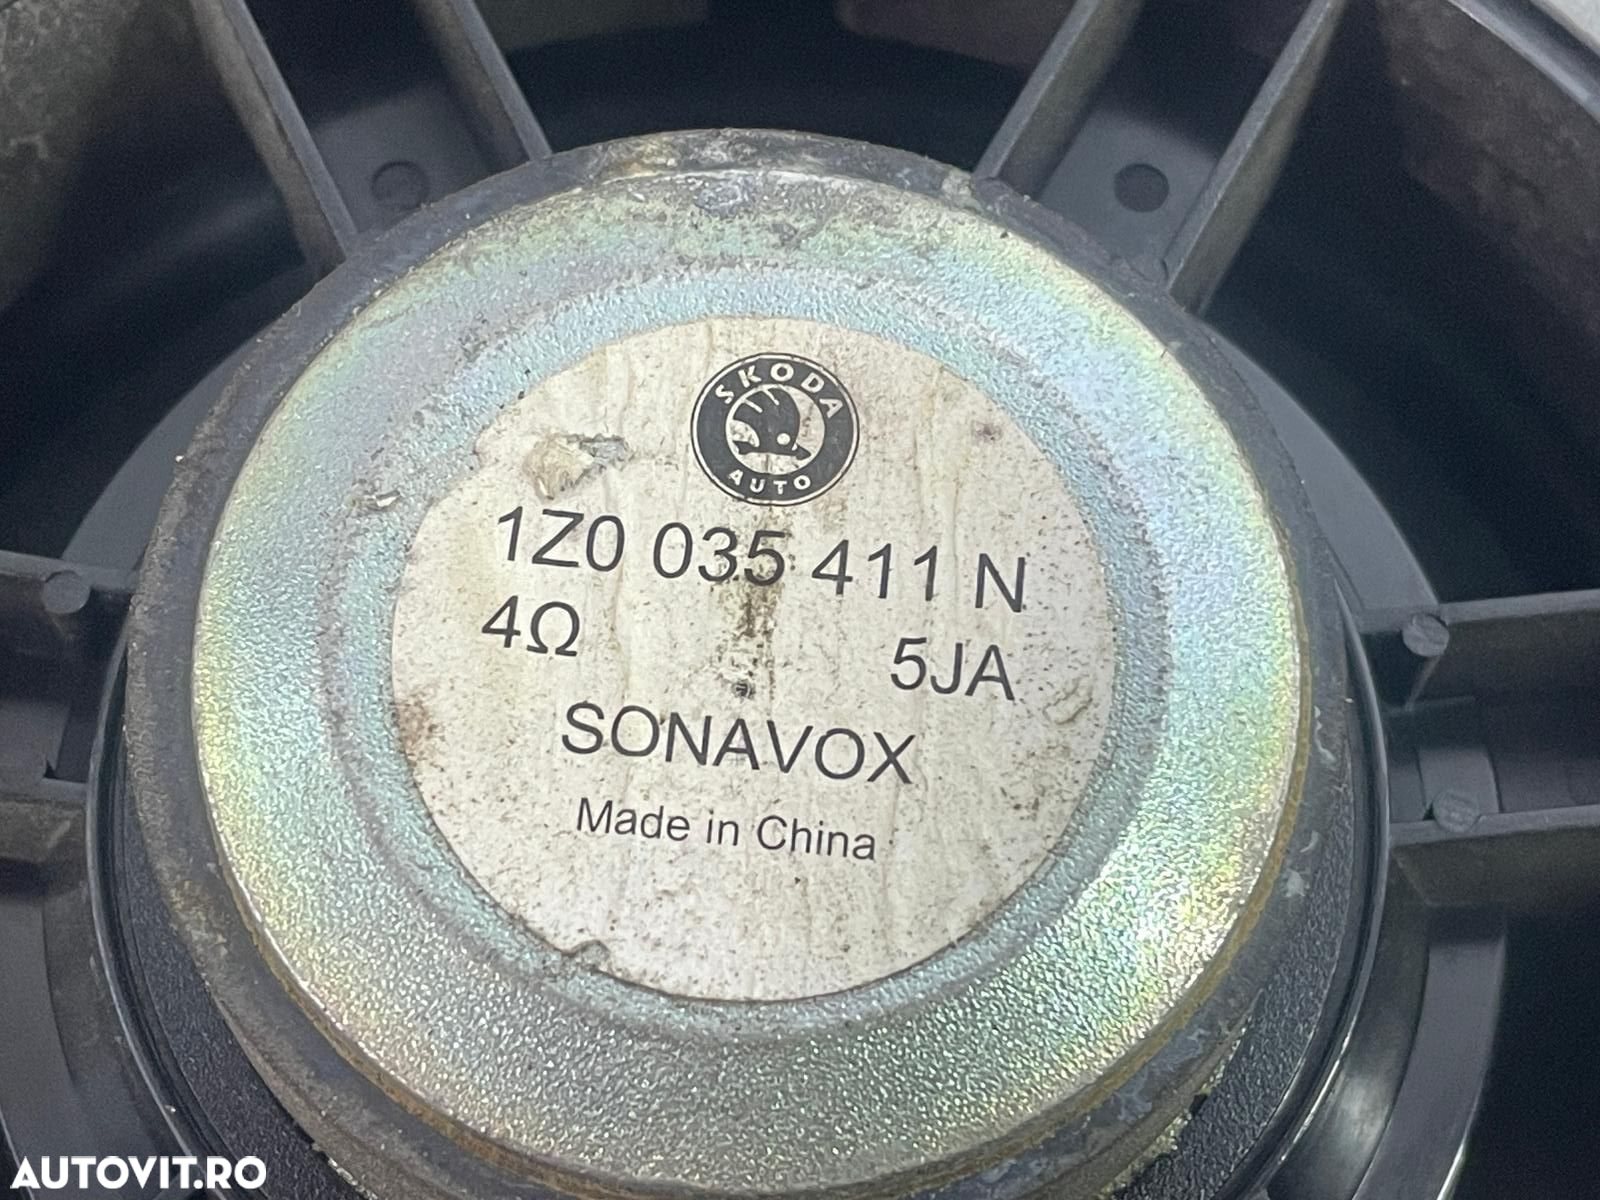 SKODA
AUTO
1Z0 035 411 N
4Ω 5JA
SONAVOX
Made in China
AUTOVIT.RO